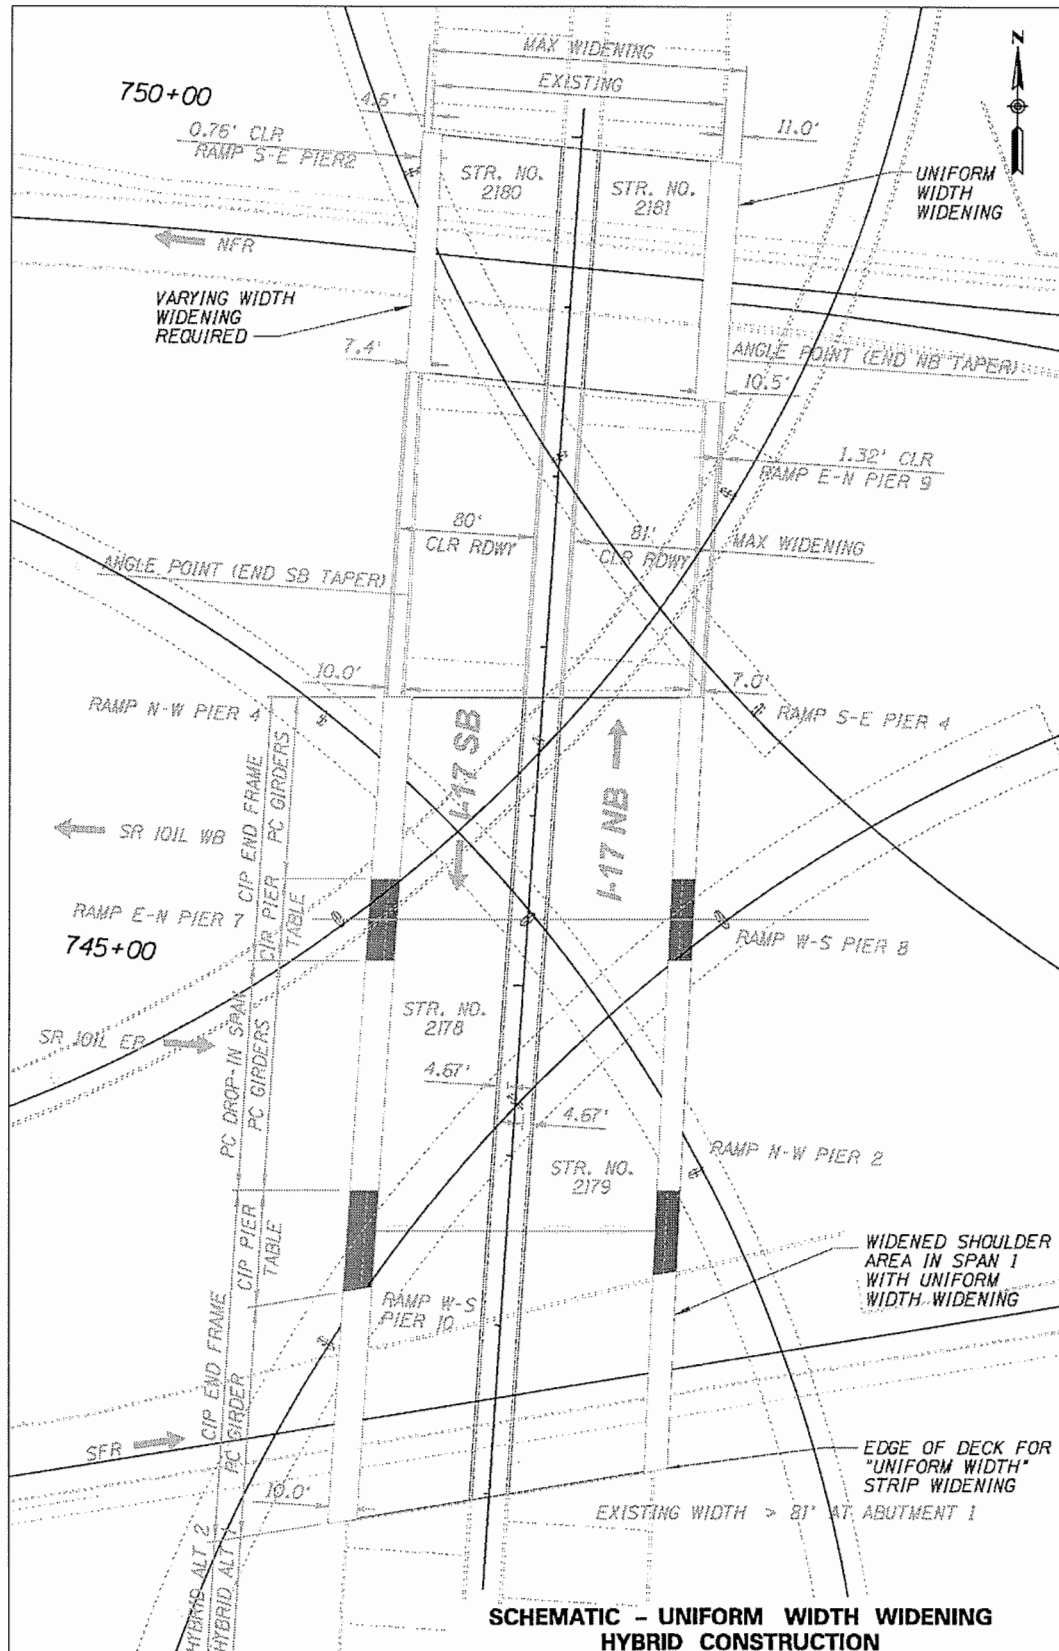 N
MAX WIDENING
EXISTING
750+00
4.6'
11.0'
0.76' CLR
RAMP S-E PIER2
STR. NO.
2180
STR. NO.
2181
UNIFORM
WIDTH
WIDENING
NFR
VARYING WIDTH
WIDENING
REQUIRED
7.4'
ANGLE POINT (END NB TAPER)
10.5'
1.32' CLR
RAMP E-N PIER 9
80'
CLR RDWY
81'
CLR RDWY
MAX WIDENING
ANGLE POINT (END SB TAPER)
10.0'
7.0'
RAMP N-W PIER 4
RAMP S-E PIER 4
I-17 SB
I-17 NB
CIP END FRAME
PC GIRDERS
SR 101L WB
RAMP E-N PIER 7
CIP PIER
TABLE
745+00
RAMP W-S PIER 8
STR. NO.
2178
SR 101L EB
PC DROP-IN SPAN
PC GIRDERS
4.67'
4.67'
RAMP N-W PIER 2
STR. NO.
2179
CIP PIER
TABLE
WIDENED SHOULDER
AREA IN SPAN 1
WITH UNIFORM
WIDTH WIDENING
RAMP W-S
PIER 10
CIP END FRAME
PC GIRDER
SFR
EDGE OF DECK FOR
"UNIFORM WIDTH"
STRIP WIDENING
10.0'
EXISTING WIDTH > 81' AT ABUTMENT 1
HYBRID ALT 2
HYBRID ALT 1
SCHEMATIC - UNIFORM WIDTH WIDENING
HYBRID CONSTRUCTION